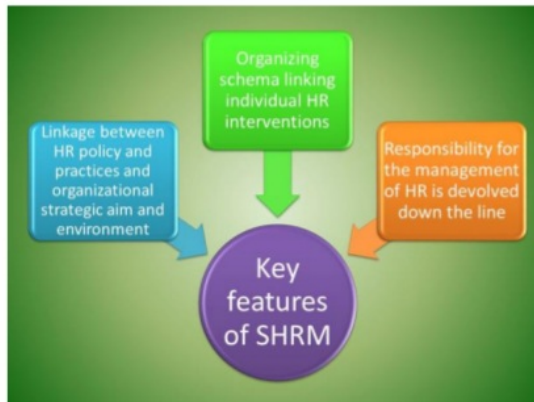 Organizing
schema linking
individual HR
interventions
Linkage between
HR policy and
practices and
organizational
strategic aim and
environment
Responsibility for
the management
of HR is devolved
down the line
Key
features
of SHRM